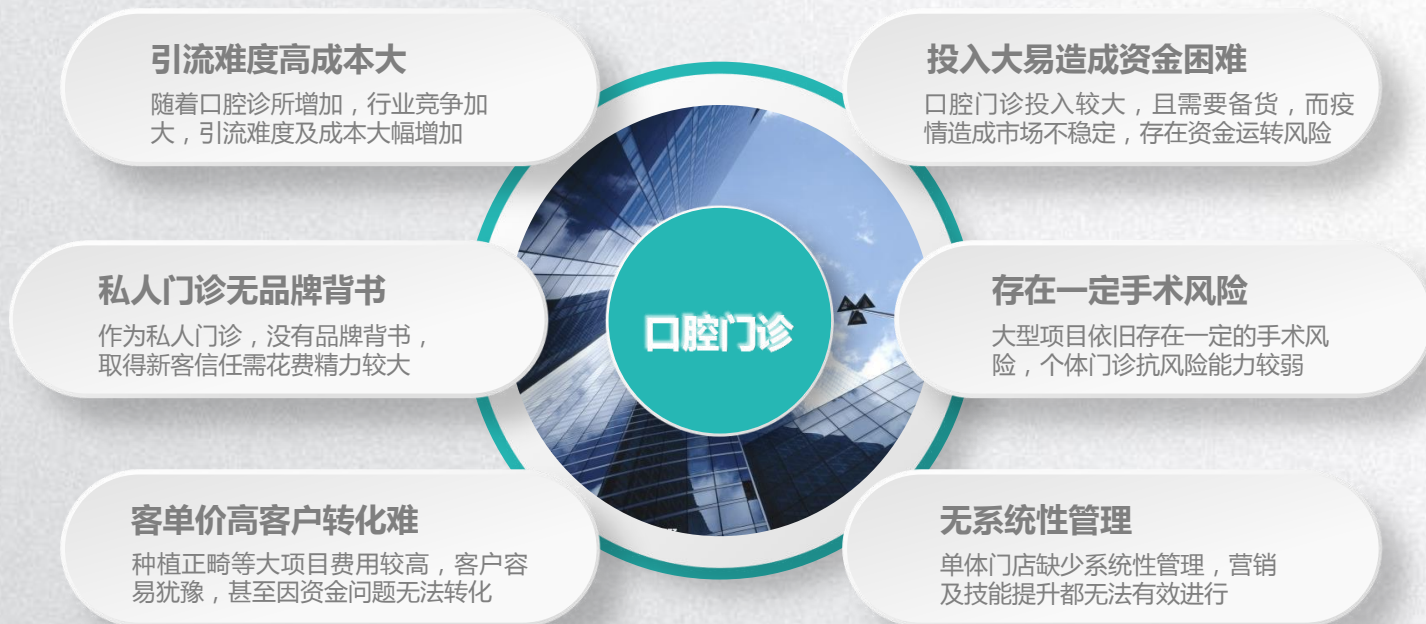 引流难度高成本大
随着口腔诊所增加，行业竞争加
大，引流难度及成本大幅增加
投入大易造成资金困难
口腔门诊投入较大，且需要备货，而疫
情造成市场不稳定，存在资金运转风险
私人门诊无品牌背书
作为私人门诊，没有品牌背书，
取得新客信任需花费精力较大
口腔门诊
存在一定手术风险
大型项目依旧存在一定的手术风
险，个体门诊抗风险能力较弱
客单价高客户转化难
种植正畸等大项目费用较高，客户容
易犹豫，甚至因资金问题无法转化
无系统性管理
单体门店缺少系统性管理，营销
及技能提升都无法有效进行